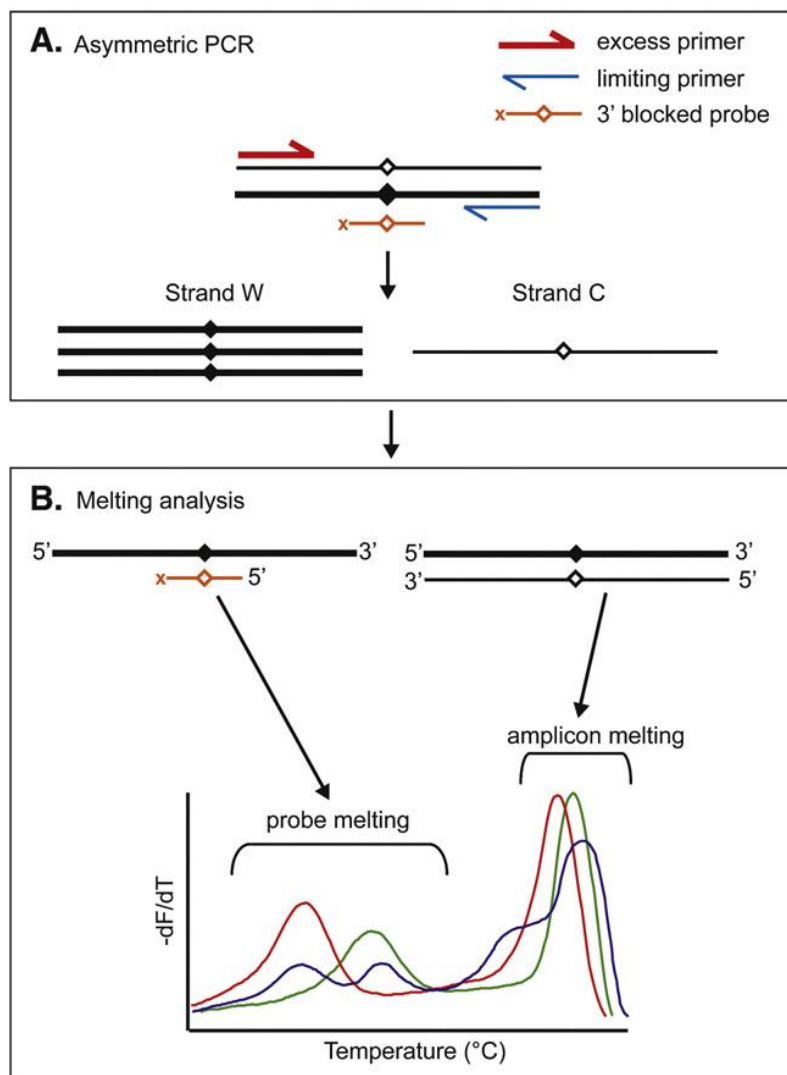 A. Asymmetric PCR
excess primer
limiting primer
x 3’ blocked probe
x
Strand W
Strand C
B. Melting analysis
5’ 3’ 5’ 3’
x 5’ 3’ 5’
amplicon melting
probe melting
-dF/dT
Temperature (°C)